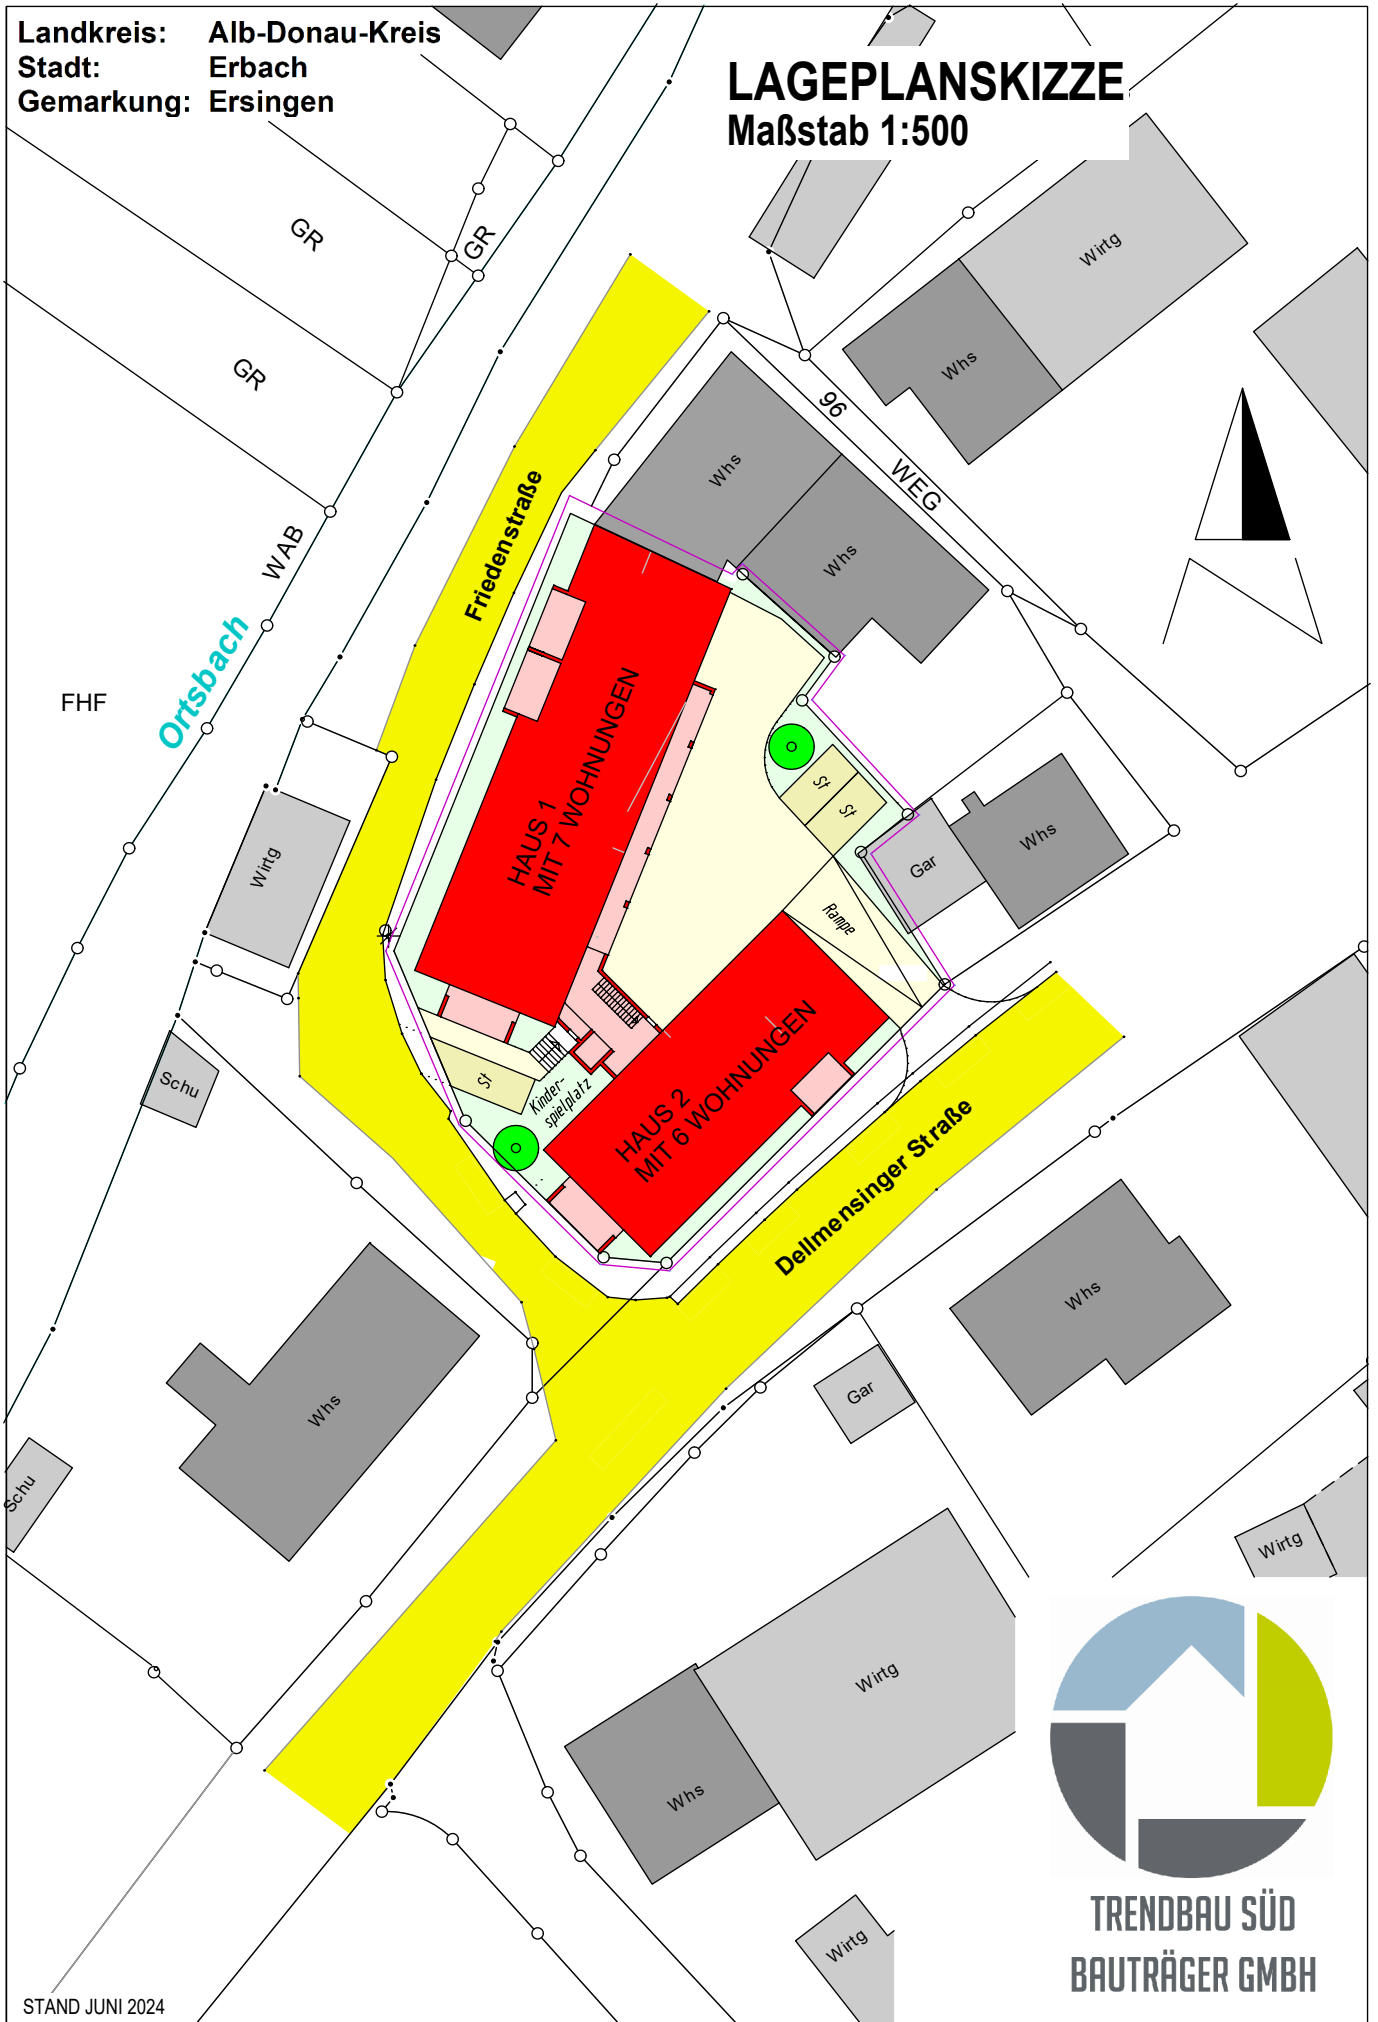 Landkreis: Alb-Donau-Kreis
Stadt: Erbach
Gemarkung: Ersingen
LAGEPLANSKIZZE
Maßstab 1:500
GR
GR
GR
Wirtg
Whs
96
WEG
Whs
Whs
Friedenstraße
WAB
Ortsbach
FHF
HAUS 1
MIT 7 WOHNUNGEN
St
St
Whs
Gar
Wirtg
Rampe
HAUS 2
MIT 6 WOHNUNGEN
St
Kinder-
spielplatz
Schu
Dellmensinger Straße
Whs
Whs
Gar
Schu
Wirtg
Wirtg
Whs
Wirtg
TRENDBAU SÜD
BAUTRÄGER GMBH
STAND JUNI 2024